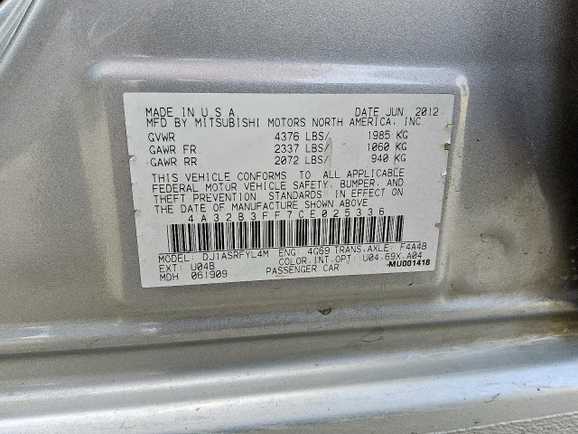 MADE IN U S A DATE JUN 2012
MFD BY MITSUBISHI MOTORS NORTH AMERICA, INC
GVWR 4376 LBS/ 1985 KG
GAWR FR 2337 LBS/ 1060 KG
GAWR RR 2072 LBS/ 940 KG
THIS VEHICLE CONFORMS TO ALL APPLICABLE
FEDERAL MOTOR VEHICLE SAFETY, BUMPER, AND
THEFT PREVENTION STANDARDS IN EFFECT ON
THE DATE OF MANUFACTURE SHOWN ABOVE
4A32B3FF7CE025336
MODEL: DJ1ASRFYL4M ENG. 4G69 TRANS.AXLE. F4A4B
EXT: U04B COLOR.INT.OPT: U04.69X.A04
MDH 061909 PASSENGER CAR MU001418